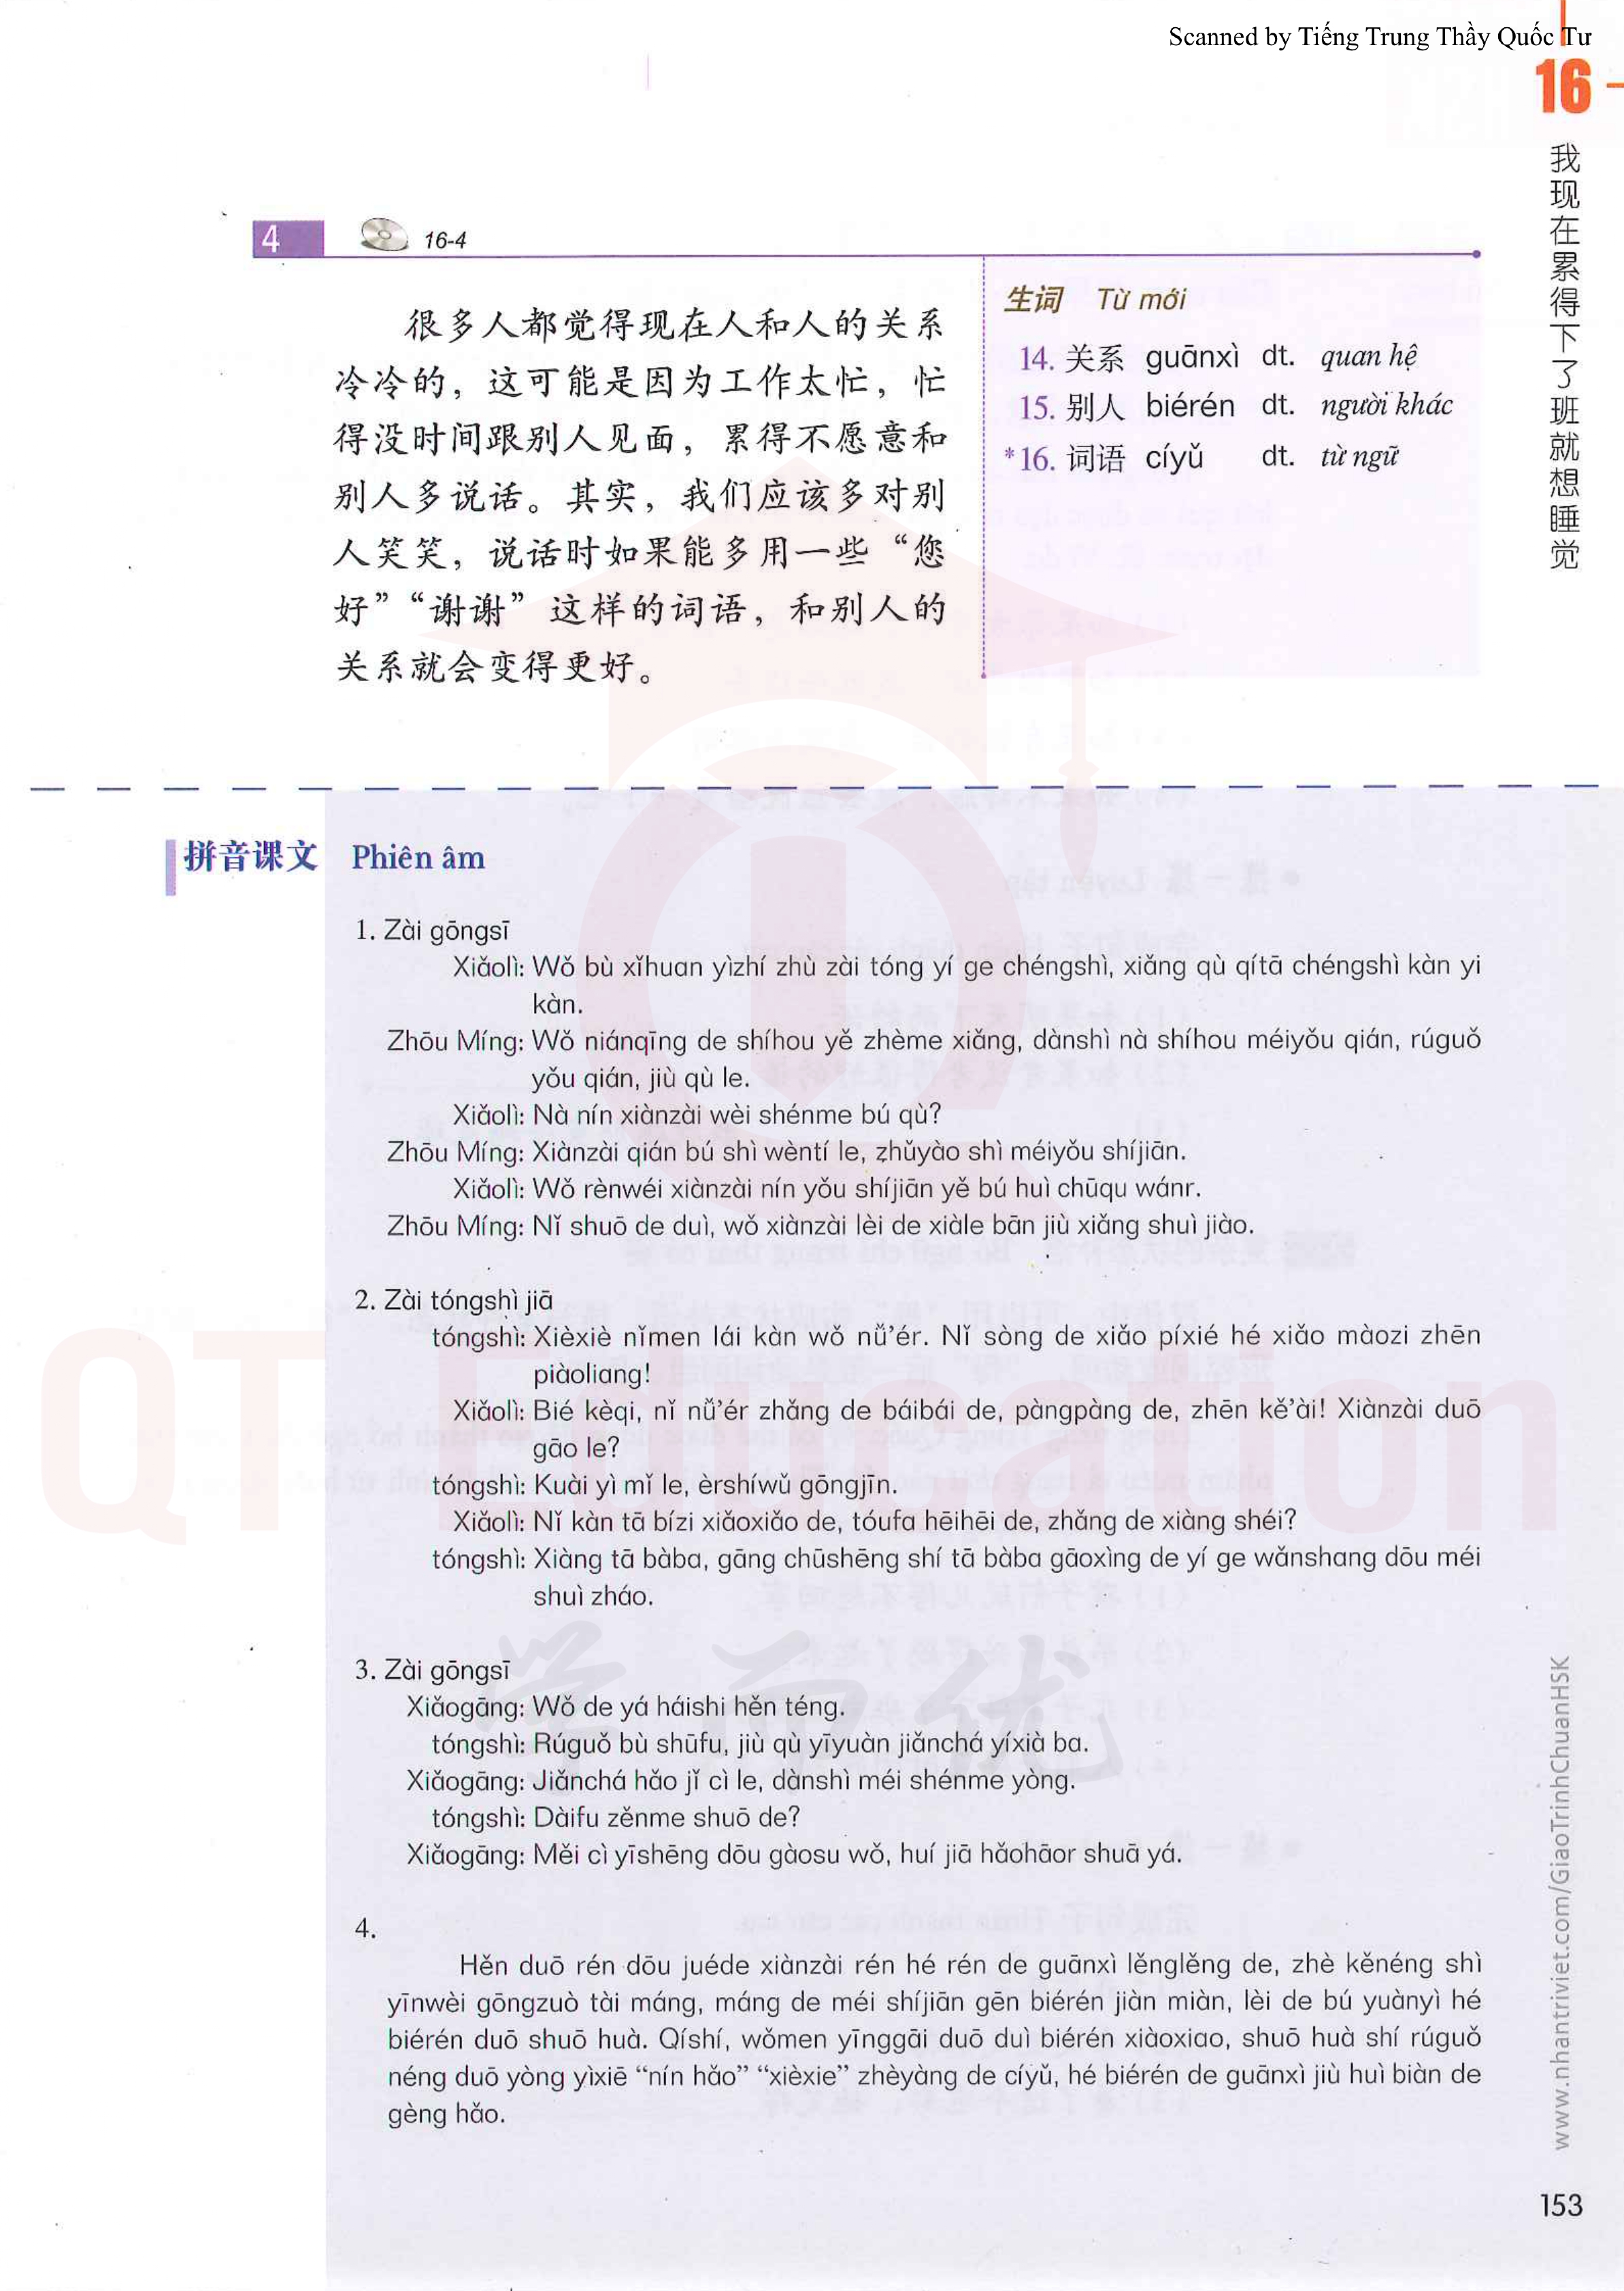 Scanned by Tiếng Trung Thầy Quốc Tư
16
我现在累得下了班就想睡觉
4
16-4
很多人都觉得现在人和人的关系
冷冷的，这可能是因为工作太忙，忙
得没时间跟别人见面，累得不愿意和
别人多说话。其实，我们应该多对别
人笑笑，说话时如果能多用一些“您
好”“谢谢”这样的词语，和别人的
关系就会变得更好。
生词 Từ mới
14. 关系 guānxì dt. quan hệ
15. 别人 biérén dt. người khác
*16. 词语 cíyǔ dt. từ ngữ
拼音课文 Phiên âm
1. Zài gōngsī
Xiǎolì: Wǒ bù xǐhuan yìzhí zhù zài tóng yí ge chéngshì, xiǎng qù qítā chéngshì kàn yi
kàn.
Zhōu Míng: Wǒ niánqīng de shíhou yě zhème xiǎng, dànshì nà shíhou méiyǒu qián, rúguǒ
yǒu qián, jiù qù le.
Xiǎolì: Nà nín xiànzài wèi shénme bú qù?
Zhōu Míng: Xiànzài qián bú shì wèntí le, zhǔyào shì méiyǒu shíjiān.
Xiǎolì: Wǒ rènwéi xiànzài nín yǒu shíjiān yě bú huì chūqu wánr.
Zhōu Míng: Nǐ shuō de duì, wǒ xiànzài lèi de xiàle bān jiù xiǎng shuì jiào.
2. Zài tóngshì jiā
tóngshì: Xièxiè nǐmen lái kàn wǒ nǚ’ér. Nǐ sòng de xiǎo píxié hé xiǎo màozi zhēn
piàoliang!
Xiǎolì: Bié kèqi, nǐ nǚ’ér zhǎng de báibái de, pàngpàng de, zhēn kě’ài! Xiànzài duō
gāo le?
tóngshì: Kuài yì mǐ le, èrshíwǔ gōngjīn.
Xiǎolì: Nǐ kàn tā bízi xiǎoxiǎo de, tóufa hēihēi de, zhǎng de xiàng shéi?
tóngshì: Xiàng tā bàba, gāng chūshēng shí tā bàba gāoxìng de yí ge wǎnshang dōu méi
shuì zháo.
3. Zài gōngsī
Xiǎogāng: Wǒ de yá háishi hěn téng.
tóngshì: Rúguǒ bù shūfu, jiù qù yīyuàn jiǎnchá yíxià ba.
Xiǎogāng: Jiǎnchá hǎo jǐ cì le, dànshì méi shénme yòng.
tóngshì: Dàifu zěnme shuō de?
Xiǎogāng: Měi cì yīshēng dōu gàosu wǒ, huí jiā hǎohāor shuā yá.
4.
Hěn duō rén dōu juéde xiànzài rén hé rén de guānxì lěnglěng de, zhè kěnéng shì
yīnwèi gōngzuò tài máng, máng de méi shíjiān gēn biérén jiàn miàn, lèi de bú yuànyì hé
biérén duō shuō huà. Qíshí, wǒmen yīnggāi duō duì biérén xiàoxiao, shuō huà shí rúguǒ
néng duō yòng yìxiē “nín hǎo” “xièxie” zhèyàng de cíyǔ, hé biérén de guānxì jiù huì biàn de
gèng hǎo.
QT Education
学而优
www.nhantriviet.com/GiaoTrinhChuanHSK
153